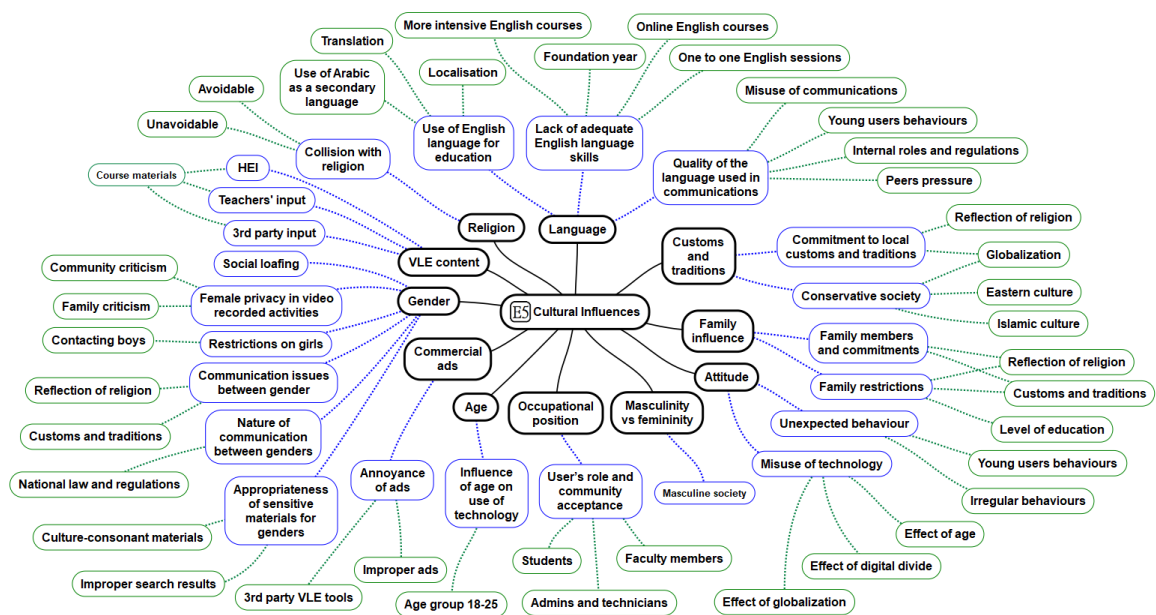 More intensive English courses
Online English courses
Translation
Foundation year
Use of Arabic
as a secondary
language
Localisation
One to one English sessions
Avoidable
Misuse of communications
Unavoidable
Collision with
religion
Use of English
language for
education
Lack of adequate
English language
skills
Young users behaviours
Quality of the
language used in
communications
Internal roles and regulations
Peers pressure
Course materials
HEI
Teachers' input
3rd party input
Religion
Language
Customs
and
traditions
Commitment to local
customs and traditions
Reflection of religion
Globalization
Social loafing
VLE content
Conservative society
Eastern culture
Islamic culture
Community criticism
Family criticism
Female privacy in video
recorded activities
Gender
E5
Cultural Influences
Family
influence
Family members
and commitments
Contacting boys
Restrictions on girls
Commercial
ads
Attitude
Family restrictions
Reflection of religion
Customs and traditions
Level of education
Reflection of religion
Communication issues
between gender
Age
Occupational
position
Masculinity
vs femininity
Unexpected behaviour
Customs and traditions
Nature of
communication
between genders
Misuse of technology
Young users behaviours
Irregular behaviours
National law and regulations
Annoyance
of ads
Influence
of age on
use of
technology
User's role and
community
acceptance
Masculine society
Appropriateness
of sensitive
materials for
genders
Culture-consonant materials
Effect of age
Improper search results
Improper ads
Students
Faculty members
Effect of digital divide
3rd party VLE tools
Age group 18-25
Admins and technicians
Effect of globalization